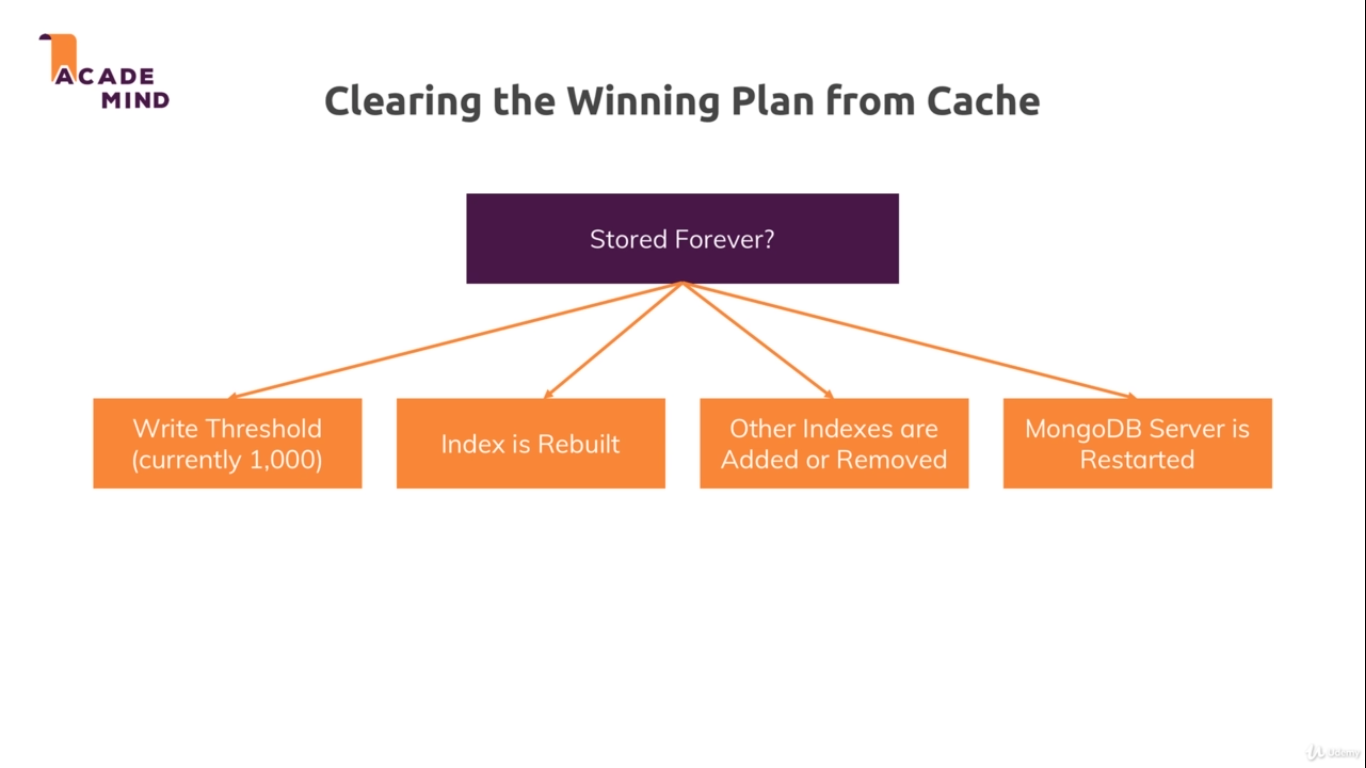 ACADE
MIND
Clearing the Winning Plan from Cache
Stored Forever?
Write Threshold
(currently 1,000)
Index is Rebuilt
Other Indexes are
Added or Removed
MongoDB Server is
Restarted
Udemy